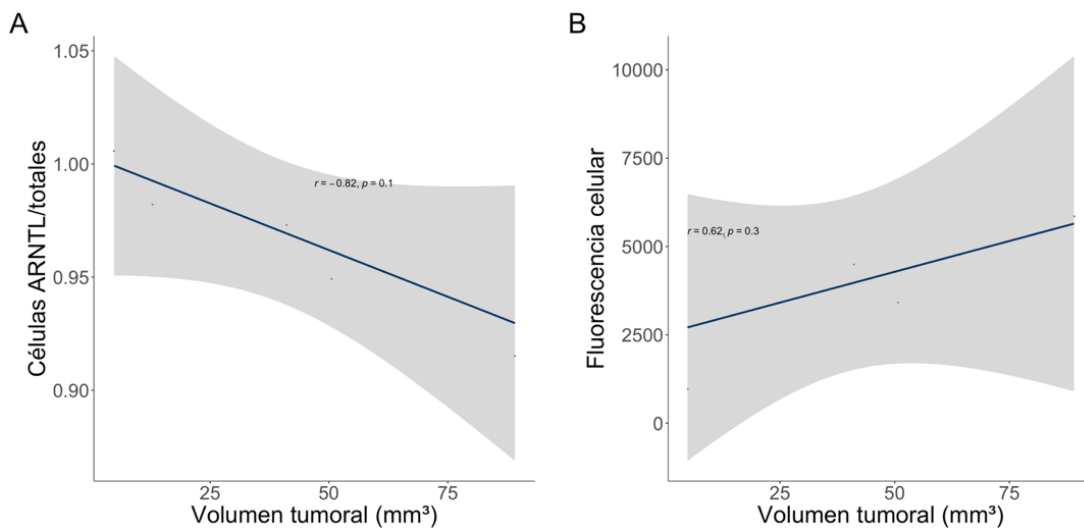 A
1.05
1.00
0.95
0.90
Células ARNTL/totales
r = −0.82, p = 0.1
25
50
75
Volumen tumoral (mm³)
B
10000
7500
5000
2500
0
Fluorescencia celular
r = 0.62, p = 0.3
25
50
75
Volumen tumoral (mm³)